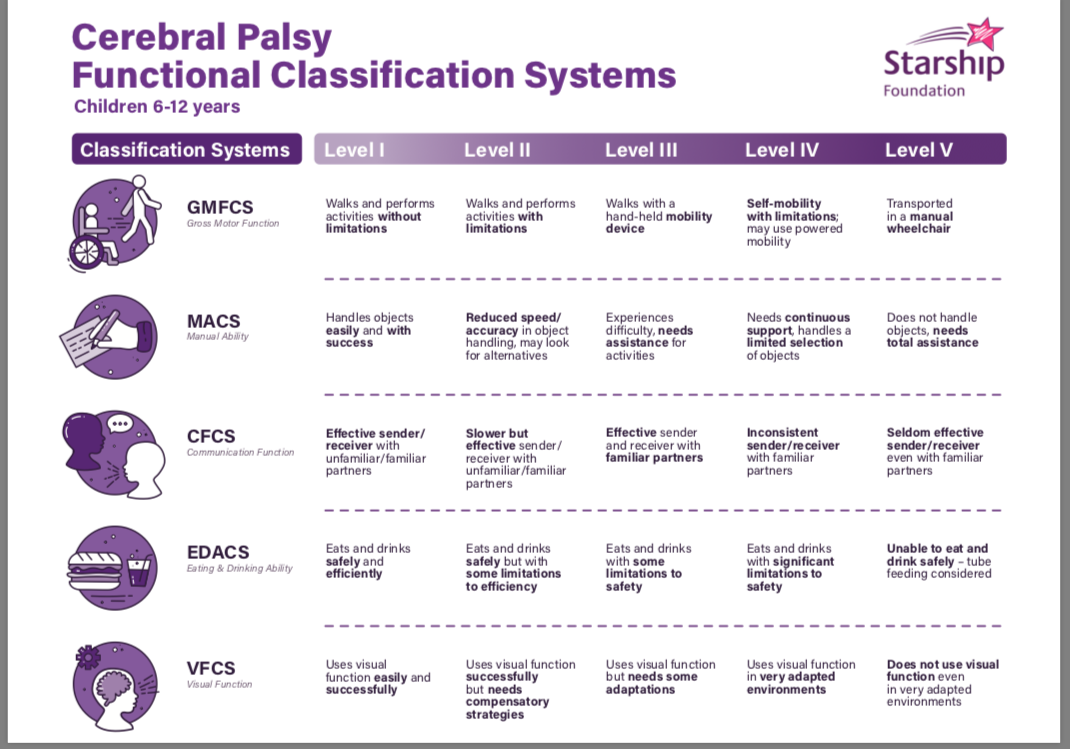 Cerebral Palsy
Functional Classification Systems
Children 6-12 years
Starship
Foundation
Classification Systems
Level I
Level II
Level III
Level IV
Level V
GMFCS
Gross Motor Function
Walks and performs
activities without
limitations
Walks and performs
activities with
limitations
Walks with a
hand-held mobility
device
Self-mobility
with limitations;
may use powered
mobility
Transported
in a manual
wheelchair
MACS
Manual Ability
Handles objects
easily and with
success
Reduced speed/
accuracy in object
handling, may look
for alternatives
Experiences
difficulty, needs
assistance for
activities
Needs continuous
support, handles a
limited selection
of objects
Does not handle
objects, needs
total assistance
CFCS
Communication Function
Effective sender/
receiver with
unfamiliar/familiar
partners
Slower but
effective sender/
receiver with
unfamiliar/familiar
partners
Effective sender
and receiver with
familiar partners
Inconsistent
sender/receiver
with familiar
partners
Seldom effective
sender/receiver
even with familiar
partners
EDACS
Eating & Drinking Ability
Eats and drinks
safely and
efficiently
Eats and drinks
safely but with
some limitations
to efficiency
Eats and drinks
with some
limitations to
safety
Eats and drinks
with significant
limitations to
safety
Unable to eat and
drink safely – tube
feeding considered
VFCS
Visual Function
Uses visual
function easily and
successfully
Uses visual function
successfully
but needs
compensatory
strategies
Uses visual function
but needs some
adaptations
Uses visual function
in very adapted
environments
Does not use visual
function even
in very adapted
environments